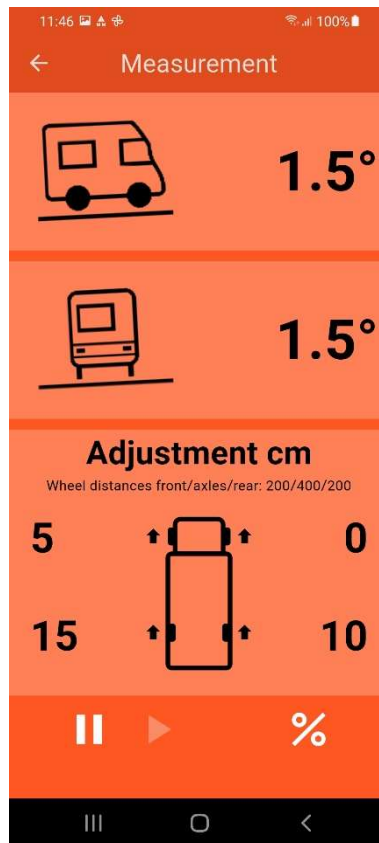 11:46 100%
Measurement
1.5°
1.5°
Adjustment cm
Wheel distances front/axles/rear: 200/400/200
5 0
15 10
%